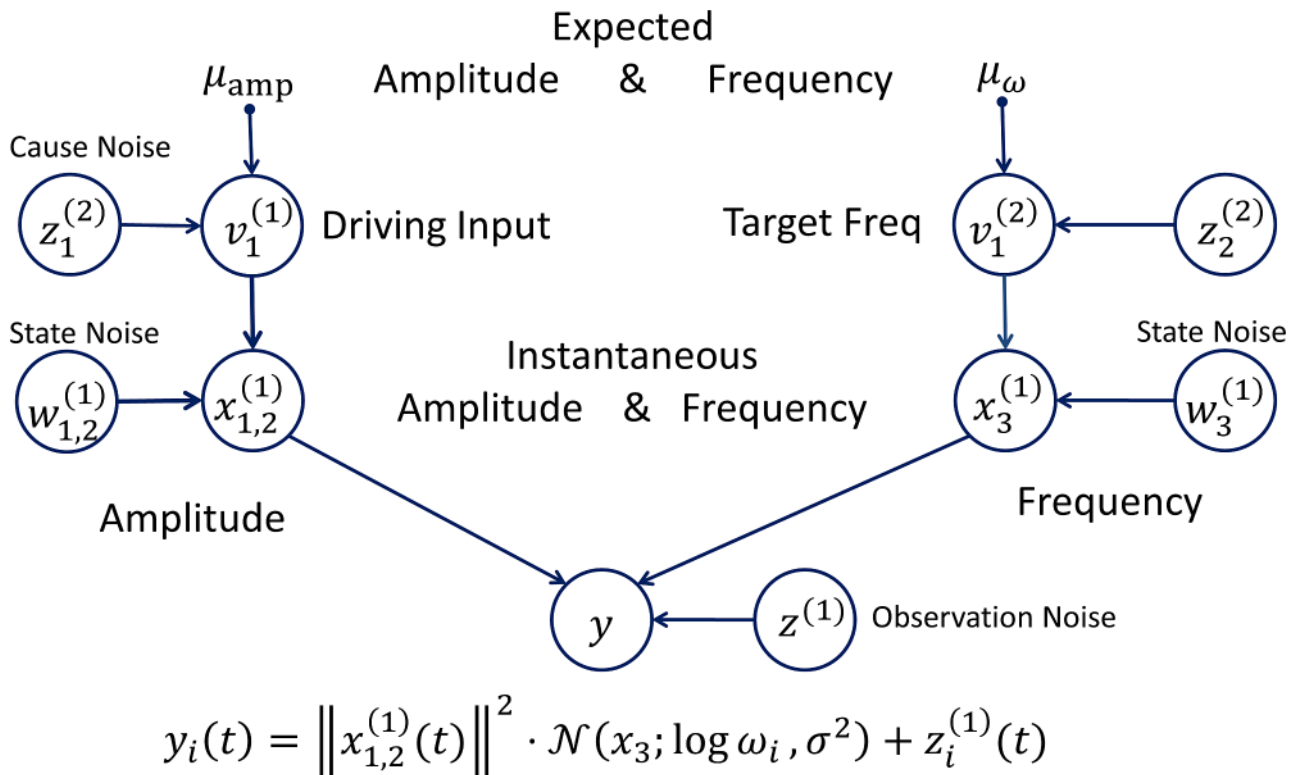 Expected
μ_amp Amplitude & Frequency μ_ω
Cause Noise
z_1^(2) v_1^(1) Driving Input Target Freq v_1^(2) z_2^(2)
State Noise Instantaneous State Noise
w_{1,2}^(1) x_{1,2}^(1) Amplitude & Frequency x_3^(1) w_3^(1)
Amplitude Frequency
y z^(1) Observation Noise
y_i(t) = ‖x_{1,2}^(1)(t)‖^2 · 𝒩(x_3; log ω_i, σ^2) + z_i^(1)(t)